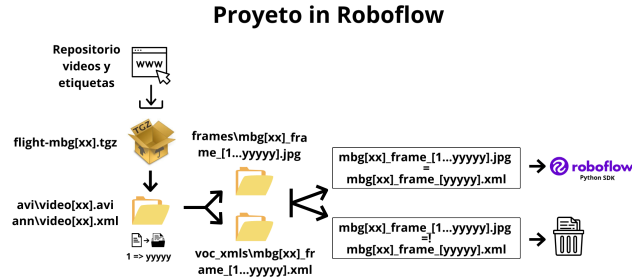 Proyeto in Roboflow
Repositorio
videos y
etiquetas
WWW
TGZ
flight-mbg[xx].tgz
frames\mbg[xx]_fra
me_[1...yyyyy].jpg
mbg[xx]_frame_[1...yyyyy].jpg
=
mbg[xx]_frame_[yyyyy].xml
roboflow
Python SDK
avi\video[xx].avi
ann\video[xx].xml
1 => yyyyy
voc_xmls\mbg[xx]_fr
ame_[1...yyyyy].xml
mbg[xx]_frame_[1...yyyyy].jpg
=!
mbg[xx]_frame_[yyyyy].xml